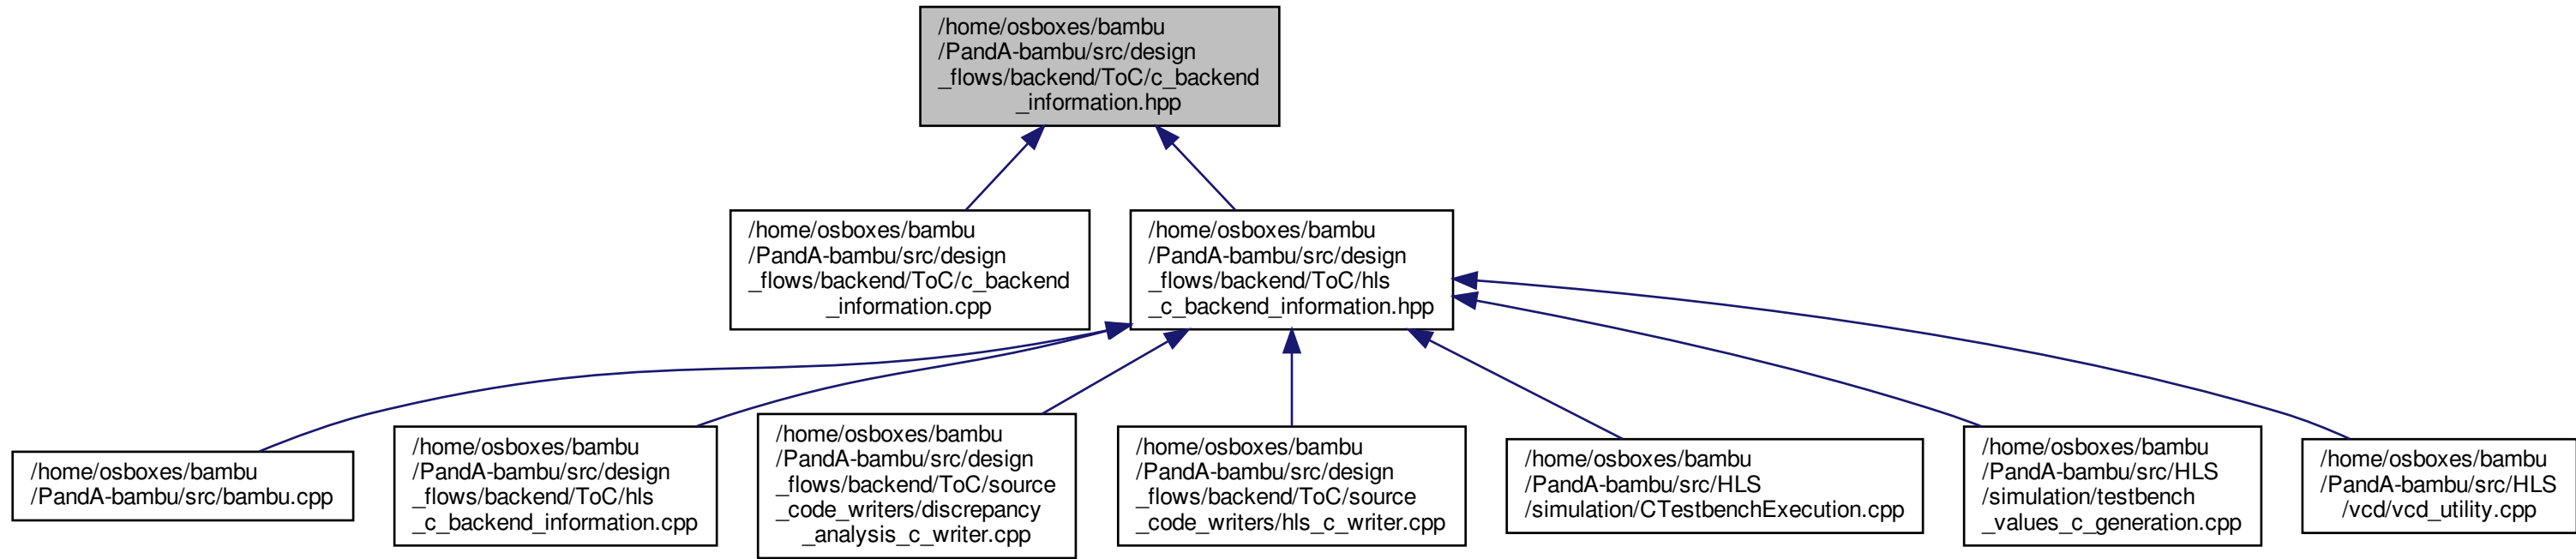 /home/osboxes/bambu
/PandA-bambu/src/design
_flows/backend/ToC/c_backend
_information.hpp
/home/osboxes/bambu
/PandA-bambu/src/design
_flows/backend/ToC/c_backend
_information.cpp
/home/osboxes/bambu
/PandA-bambu/src/design
_flows/backend/ToC/hls
_c_backend_information.hpp
/home/osboxes/bambu
/PandA-bambu/src/bambu.cpp
/home/osboxes/bambu
/PandA-bambu/src/design
_flows/backend/ToC/hls
_c_backend_information.cpp
/home/osboxes/bambu
/PandA-bambu/src/design
_flows/backend/ToC/source
_code_writers/discrepancy
_analysis_c_writer.cpp
/home/osboxes/bambu
/PandA-bambu/src/design
_flows/backend/ToC/source
_code_writers/hls_c_writer.cpp
/home/osboxes/bambu
/PandA-bambu/src/HLS
/simulation/CTestbenchExecution.cpp
/home/osboxes/bambu
/PandA-bambu/src/HLS
/simulation/testbench
_values_c_generation.cpp
/home/osboxes/bambu
/PandA-bambu/src/HLS
/vcd/vcd_utility.cpp